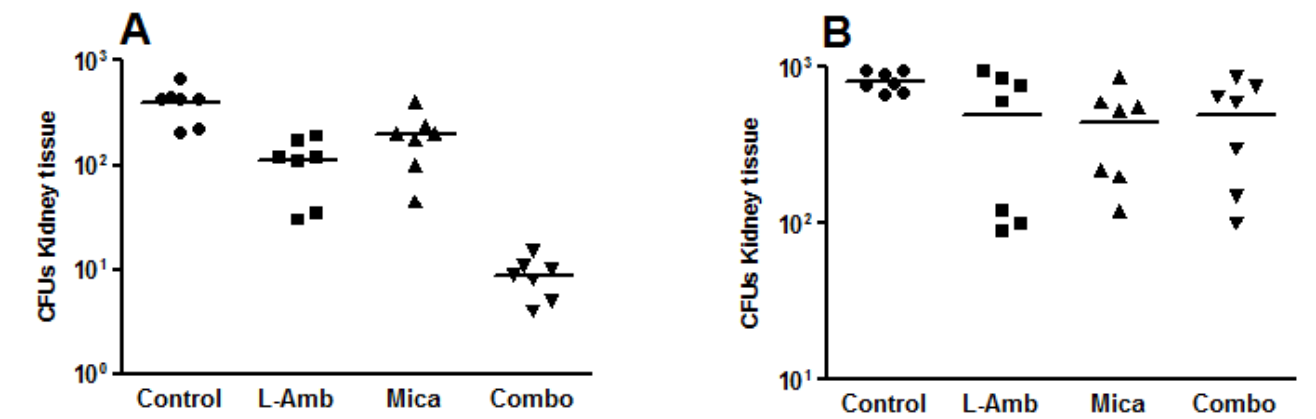 A
CFUs Kidney tissue
10³
10²
10¹
10⁰
Control L-Amb Mica Combo
B
CFUs Kidney tissue
10³
10²
10¹
Control L-Amb Mica Combo